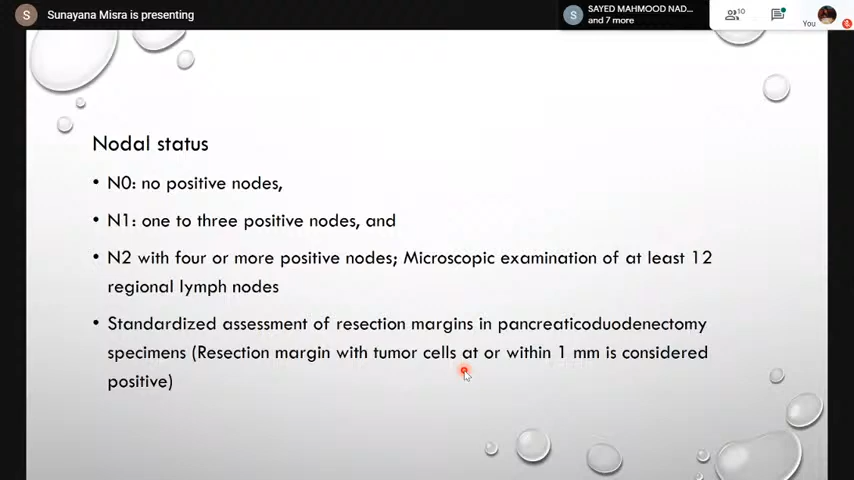 S Sunayana Misra is presenting
S SAYED MAHMOOD NAD...
and 7 more
10
You
Nodal status
• N0: no positive nodes,
• N1: one to three positive nodes, and
• N2 with four or more positive nodes; Microscopic examination of at least 12
regional lymph nodes
• Standardized assessment of resection margins in pancreaticoduodenectomy
specimens (Resection margin with tumor cells at or within 1 mm is considered
positive)